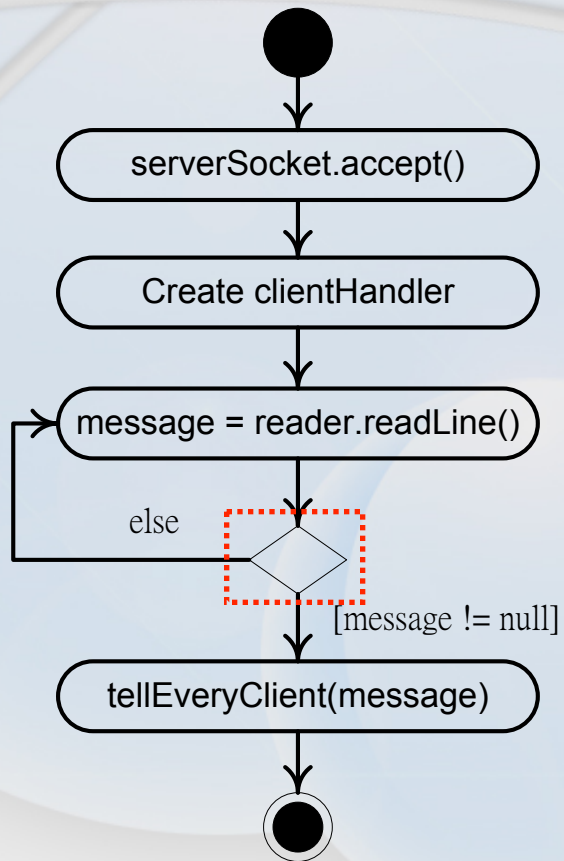 serverSocket.accept()
Create clientHandler
message = reader.readLine()
else
[message != null]
tellEveryClient(message)